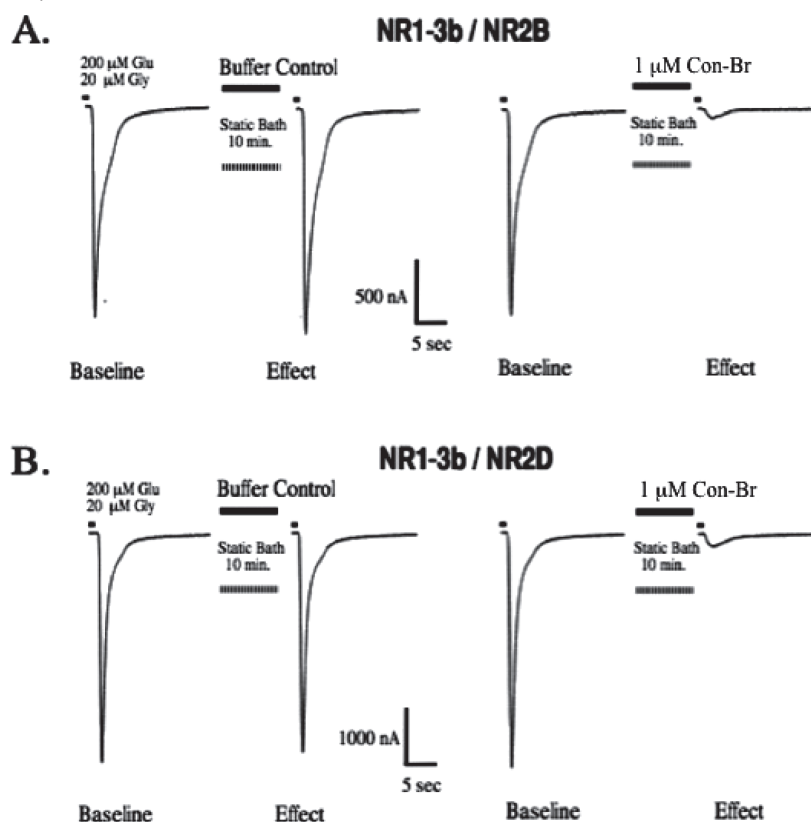 A.
NR1-3b / NR2B
200 μM Glu
20 μM Gly
Buffer Control
Static Bath
10 min.
1 μM Con-Br
Static Bath
10 min.
500 nA
5 sec
Baseline
Effect
Baseline
Effect
B.
NR1-3b / NR2D
200 μM Glu
20 μM Gly
Buffer Control
Static Bath
10 min.
1 μM Con-Br
Static Bath
10 min.
1000 nA
5 sec
Baseline
Effect
Baseline
Effect